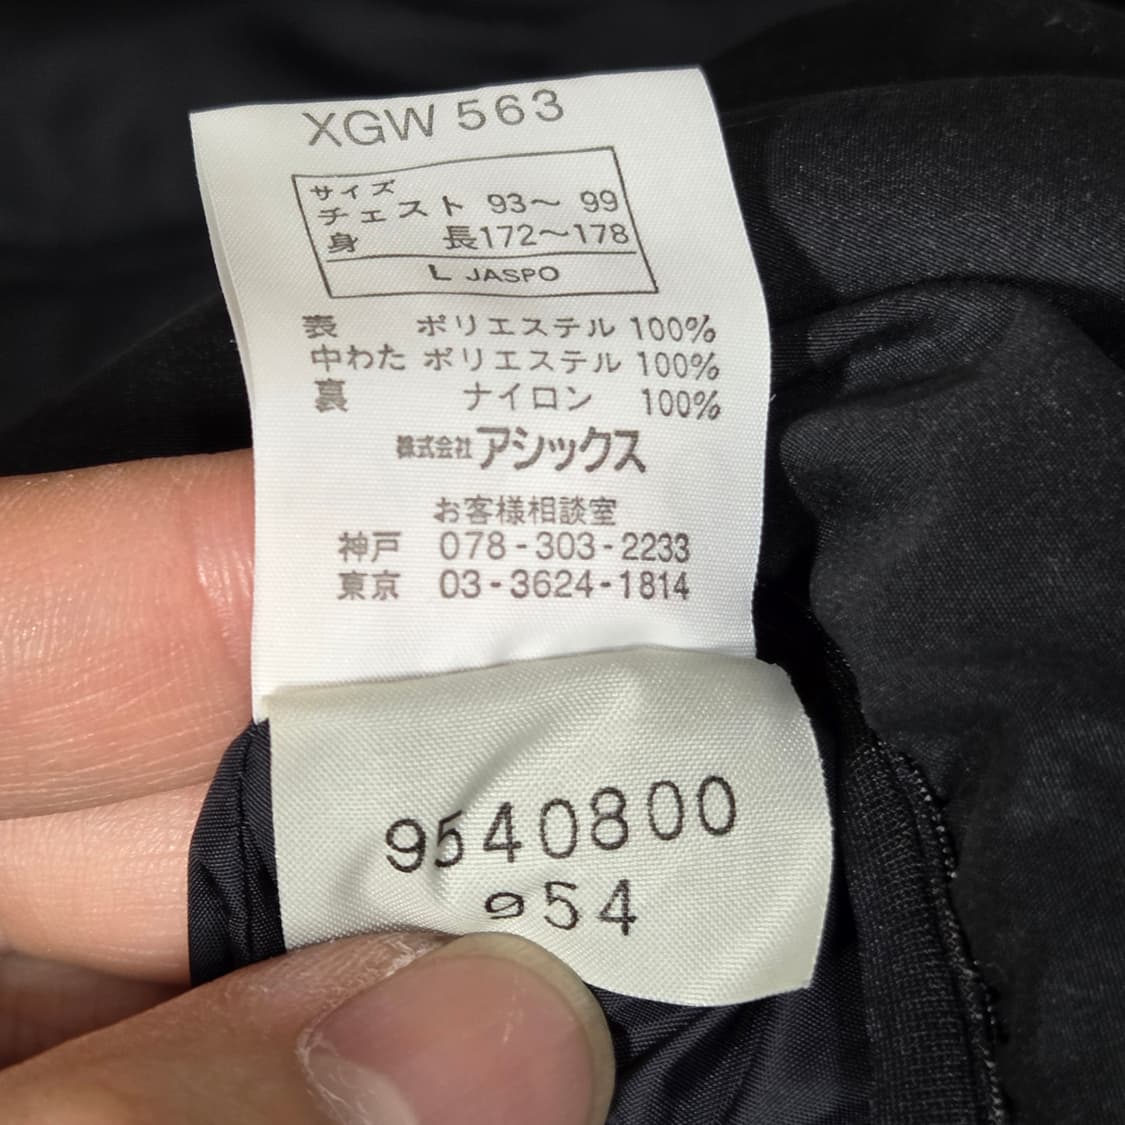 XGW 563
サイズ
チェスト 93〜 99
身 長172〜178
L JASPO
表 ポリエステル 100%
中わた ポリエステル 100%
裏 ナイロン 100%
株式会社アシックス
お客様相談室
神戸 078-303-2233
東京 03-3624-1814
9540800
954